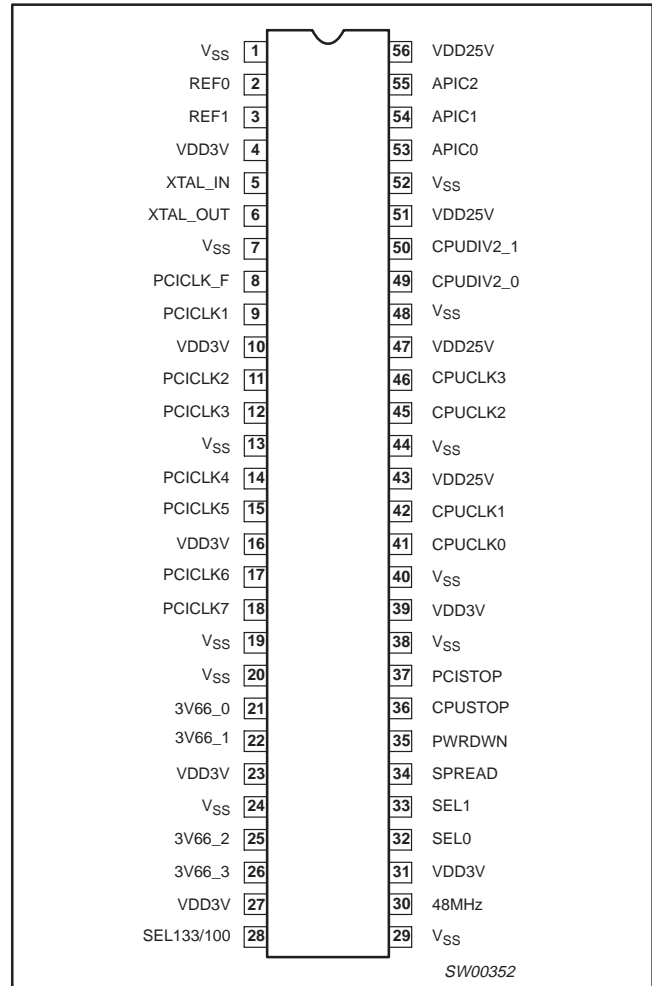 VSS 1 56 VDD25V
REF0 2 55 APIC2
REF1 3 54 APIC1
VDD3V 4 53 APIC0
XTAL_IN 5 52 VSS
XTAL_OUT 6 51 VDD25V
VSS 7 50 CPUDIV2_1
PCICLK_F 8 49 CPUDIV2_0
PCICLK1 9 48 VSS
VDD3V 10 47 VDD25V
PCICLK2 11 46 CPUCLK3
PCICLK3 12 45 CPUCLK2
VSS 13 44 VSS
PCICLK4 14 43 VDD25V
PCICLK5 15 42 CPUCLK1
VDD3V 16 41 CPUCLK0
PCICLK6 17 40 VSS
PCICLK7 18 39 VDD3V
VSS 19 38 VSS
VSS 20 37 PCISTOP
3V66_0 21 36 CPUSTOP
3V66_1 22 35 PWRDWN
VDD3V 23 34 SPREAD
VSS 24 33 SEL1
3V66_2 25 32 SEL0
3V66_3 26 31 VDD3V
VDD3V 27 30 48MHz
SEL133/100 28 29 VSS
SW00352